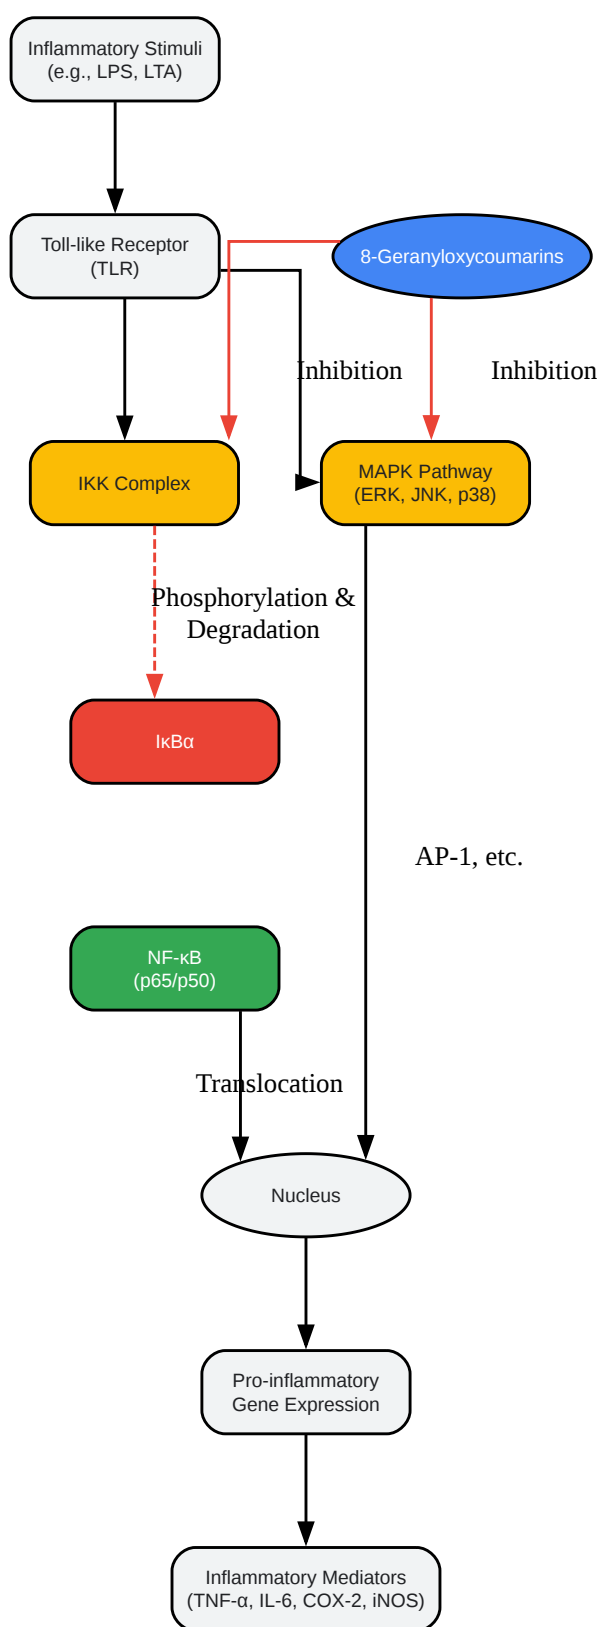 Inflammatory Stimuli
(e.g., LPS, LTA)
Toll-like Receptor
(TLR)
8-Geranyloxycoumarins
Inhibition
Inhibition
IKK Complex
MAPK Pathway
(ERK, JNK, p38)
Phosphorylation &
Degradation
IκBα
AP-1, etc.
NF-κB
(p65/p50)
Translocation
Nucleus
Pro-inflammatory
Gene Expression
Inflammatory Mediators
(TNF-α, IL-6, COX-2, iNOS)